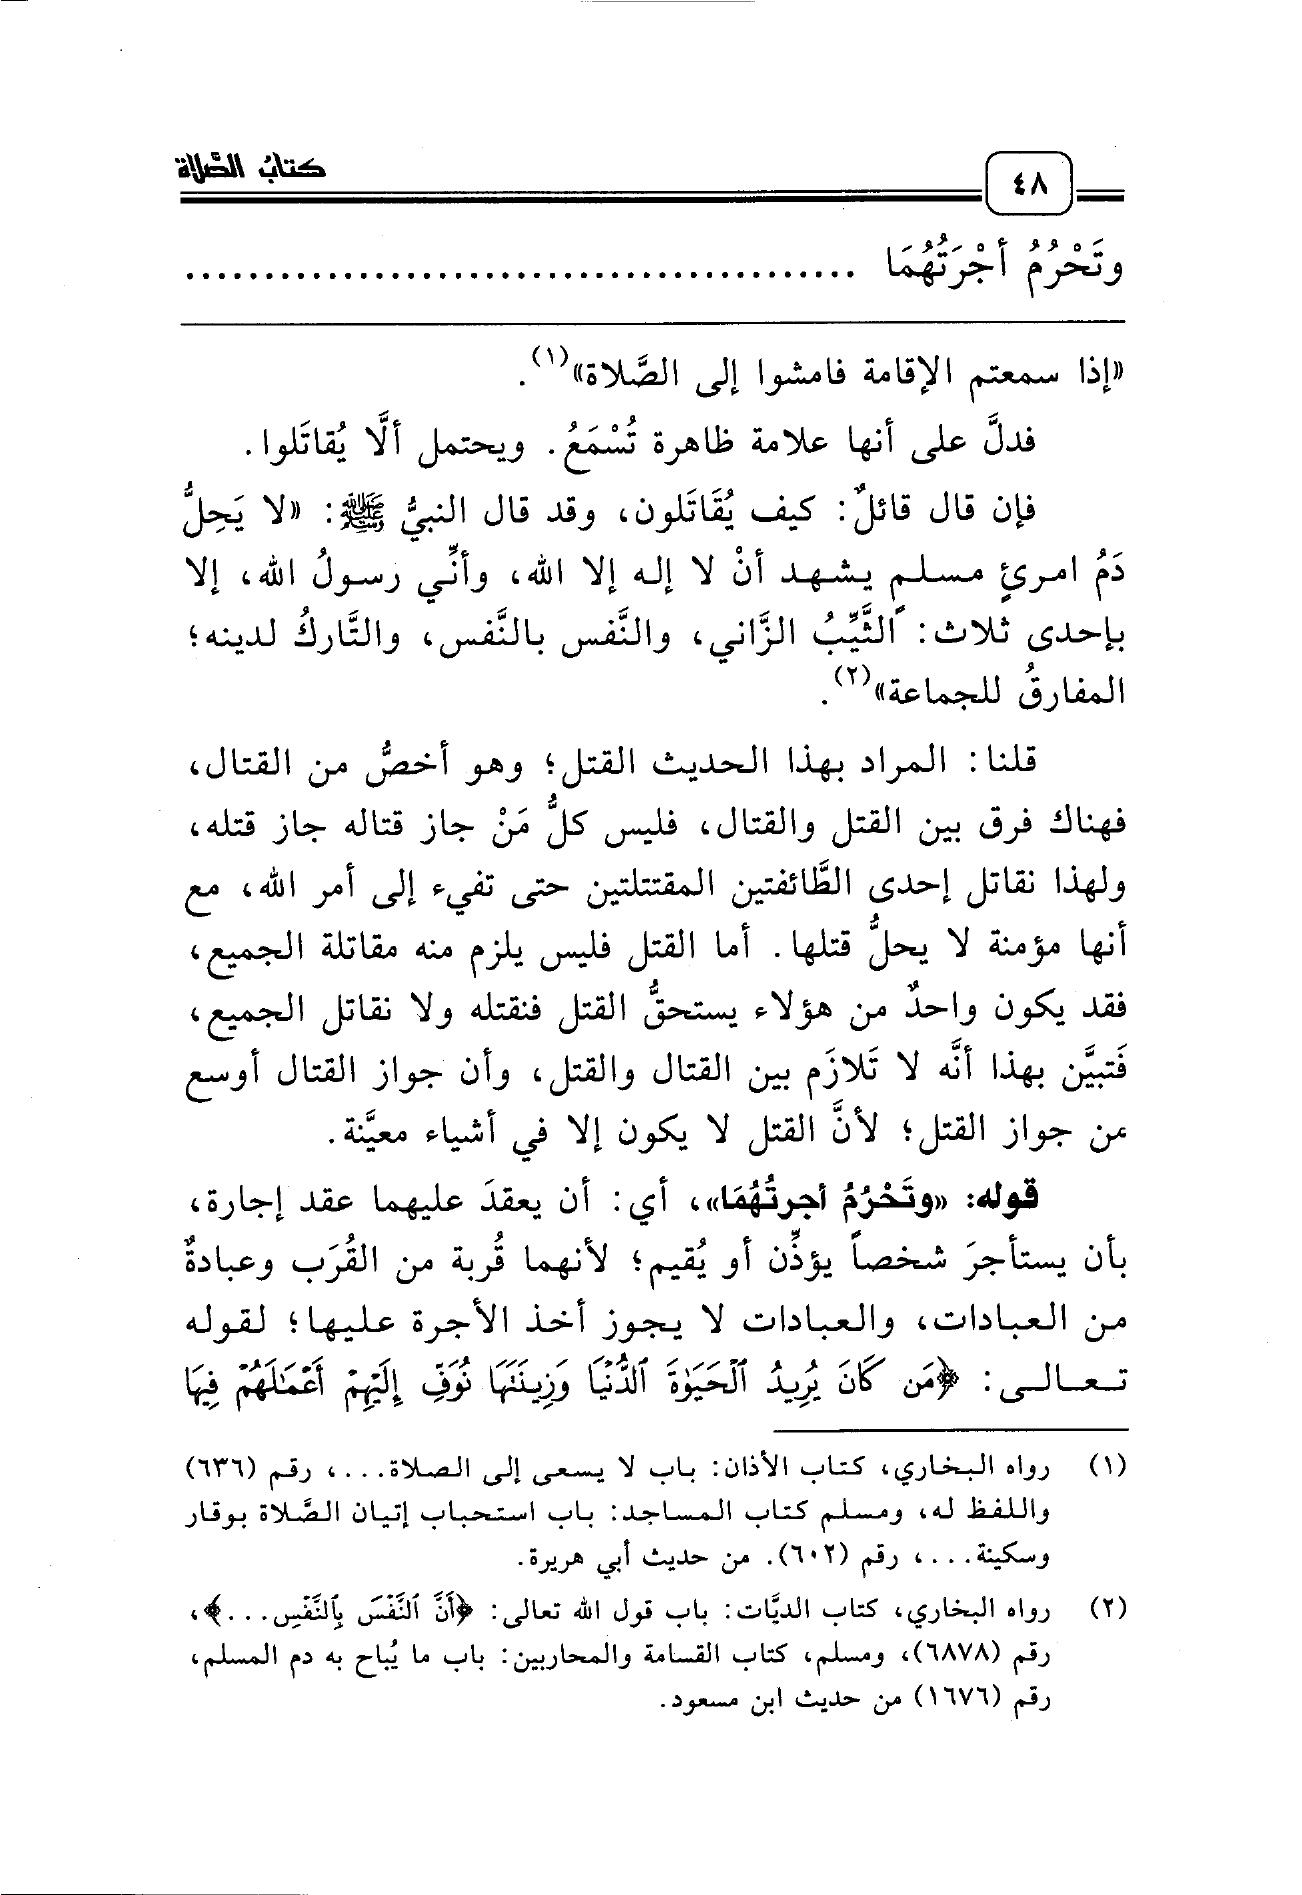 ٤٨
كتابُ الصَّلاة
وتَحْرُمُ أُجْرَتُهُمَا ...........................................
«إذا سمعتم الإقامة فامشوا إلى الصَّلاة»(١).
فدلَّ على أنها علامة ظاهرة تُسْمَعُ. ويحتمل ألَّا يُقاتَلوا.
فإن قال قائلٌ: كيف يُقَاتَلون، وقد قال النبيُّ ﷺ: «لا يَحِلُّ
دَمُ امرئٍ مسلمٍ يشهد أنْ لا إله إلا الله، وأنِّي رسولُ الله، إلا
بإحدى ثلاث: الثَّيِّبُ الزَّاني، والنَّفس بالنَّفس، والتَّاركُ لدينه؛
المفارقُ للجماعة»(٢).
قلنا: المراد بهذا الحديث القتل؛ وهو أخصُّ من القتال،
فهناك فرق بين القتل والقتال، فليس كلُّ مَنْ جاز قتاله جاز قتله،
ولهذا نقاتل إحدى الطَّائفتين المقتتلتين حتى تفيء إلى أمر الله، مع
أنها مؤمنة لا يحلُّ قتلها. أما القتل فليس يلزم منه مقاتلة الجميع،
فقد يكون واحدٌ من هؤلاء يستحقُّ القتل فنقتله ولا نقاتل الجميع،
فَتبيَّن بهذا أنَّه لا تَلازَم بين القتال والقتل، وأن جواز القتال أوسع
من جواز القتل؛ لأنَّ القتل لا يكون إلا في أشياء معيَّنة.
قوله: «وتَحْرُمُ أجرتُهُمَا»، أي: أن يعقدَ عليهما عقد إجارة،
بأن يستأجرَ شخصاً يؤذِّن أو يُقيم؛ لأنهما قُربة من القُرَب وعبادةٌ
من العبادات، والعبادات لا يجوز أخذ الأجرة عليها؛ لقوله
تعالى: ﴿مَن كَانَ يُرِيدُ ٱلْحَيَوٰةَ ٱلدُّنْيَا وَزِينَتَهَا نُوَفِّ إِلَيْهِمْ أَعْمَٰلَهُمْ فِيهَا
(١) رواه البخاري، كتاب الأذان: باب لا يسعى إلى الصلاة...، رقم (٦٣٦)
واللفظ له، ومسلم كتاب المساجد: باب استحباب إتيان الصَّلاة بوقار
وسكينة...، رقم (٦٠٢). من حديث أبي هريرة.
(٢) رواه البخاري، كتاب الديَّات: باب قول الله تعالى: ﴿أَنَّ ٱلنَّفْسَ بِٱلنَّفْسِ...﴾،
رقم (٦٨٧٨)، ومسلم، كتاب القسامة والمحاربين: باب ما يُباح به دم المسلم،
رقم (١٦٧٦) من حديث ابن مسعود.